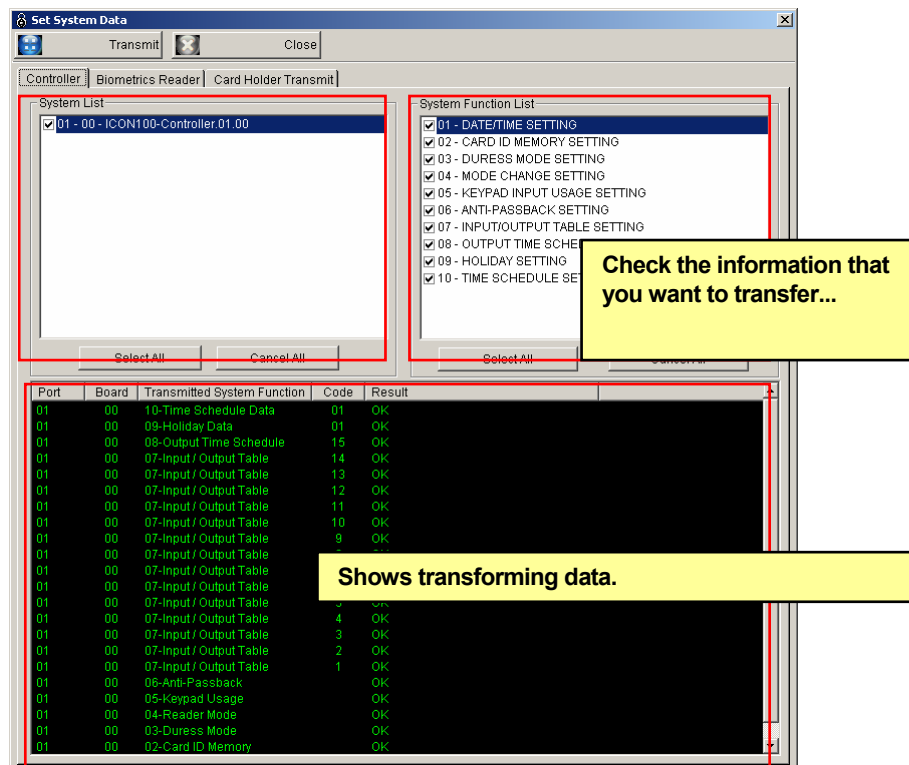 Set System Data
Transmit Close
Controller Biometrics Reader Card Holder Transmit
System List
01 - 00 - ICON100-Controller.01.00
Select All Cancel All
System Function List
01 - DATE/TIME SETTING
02 - CARD ID MEMORY SETTING
03 - DURESS MODE SETTING
04 - MODE CHANGE SETTING
05 - KEYPAD INPUT USAGE SETTING
06 - ANTI-PASSBACK SETTING
07 - INPUT/OUTPUT TABLE SETTING
08 - OUTPUT TIME
09 - HOLIDAY SETTING
10 - TIME SCHEDULE
Select All
Check the information that
you want to transfer...
Port Board Transmitted System Function Code Result
01 00 10-Time Schedule Data 01 OK
01 00 09-Holiday Data 01 OK
01 00 08-Output Time Schedule 15 OK
01 00 07-Input / Output Table 14 OK
01 00 07-Input / Output Table 13 OK
01 00 07-Input / Output Table 12 OK
01 00 07-Input / Output Table 11 OK
01 00 07-Input / Output Table 10 OK
01 00 07-Input / Output Table 9 OK
01 00 07-Input / Output Table
01 00 07-Input / Output Table
01 00 07-Input / Output Table
01 00 07-Input / Output Table
01 00 07-Input / Output Table 4 OK
01 00 07-Input / Output Table 3 OK
01 00 07-Input / Output Table 2 OK
01 00 07-Input / Output Table 1 OK
01 00 06-Anti-Passback OK
01 00 05-Keypad Usage OK
01 00 04-Reader Mode OK
01 00 03-Duress Mode OK
01 00 02-Card ID Memory OK
Shows transforming data.